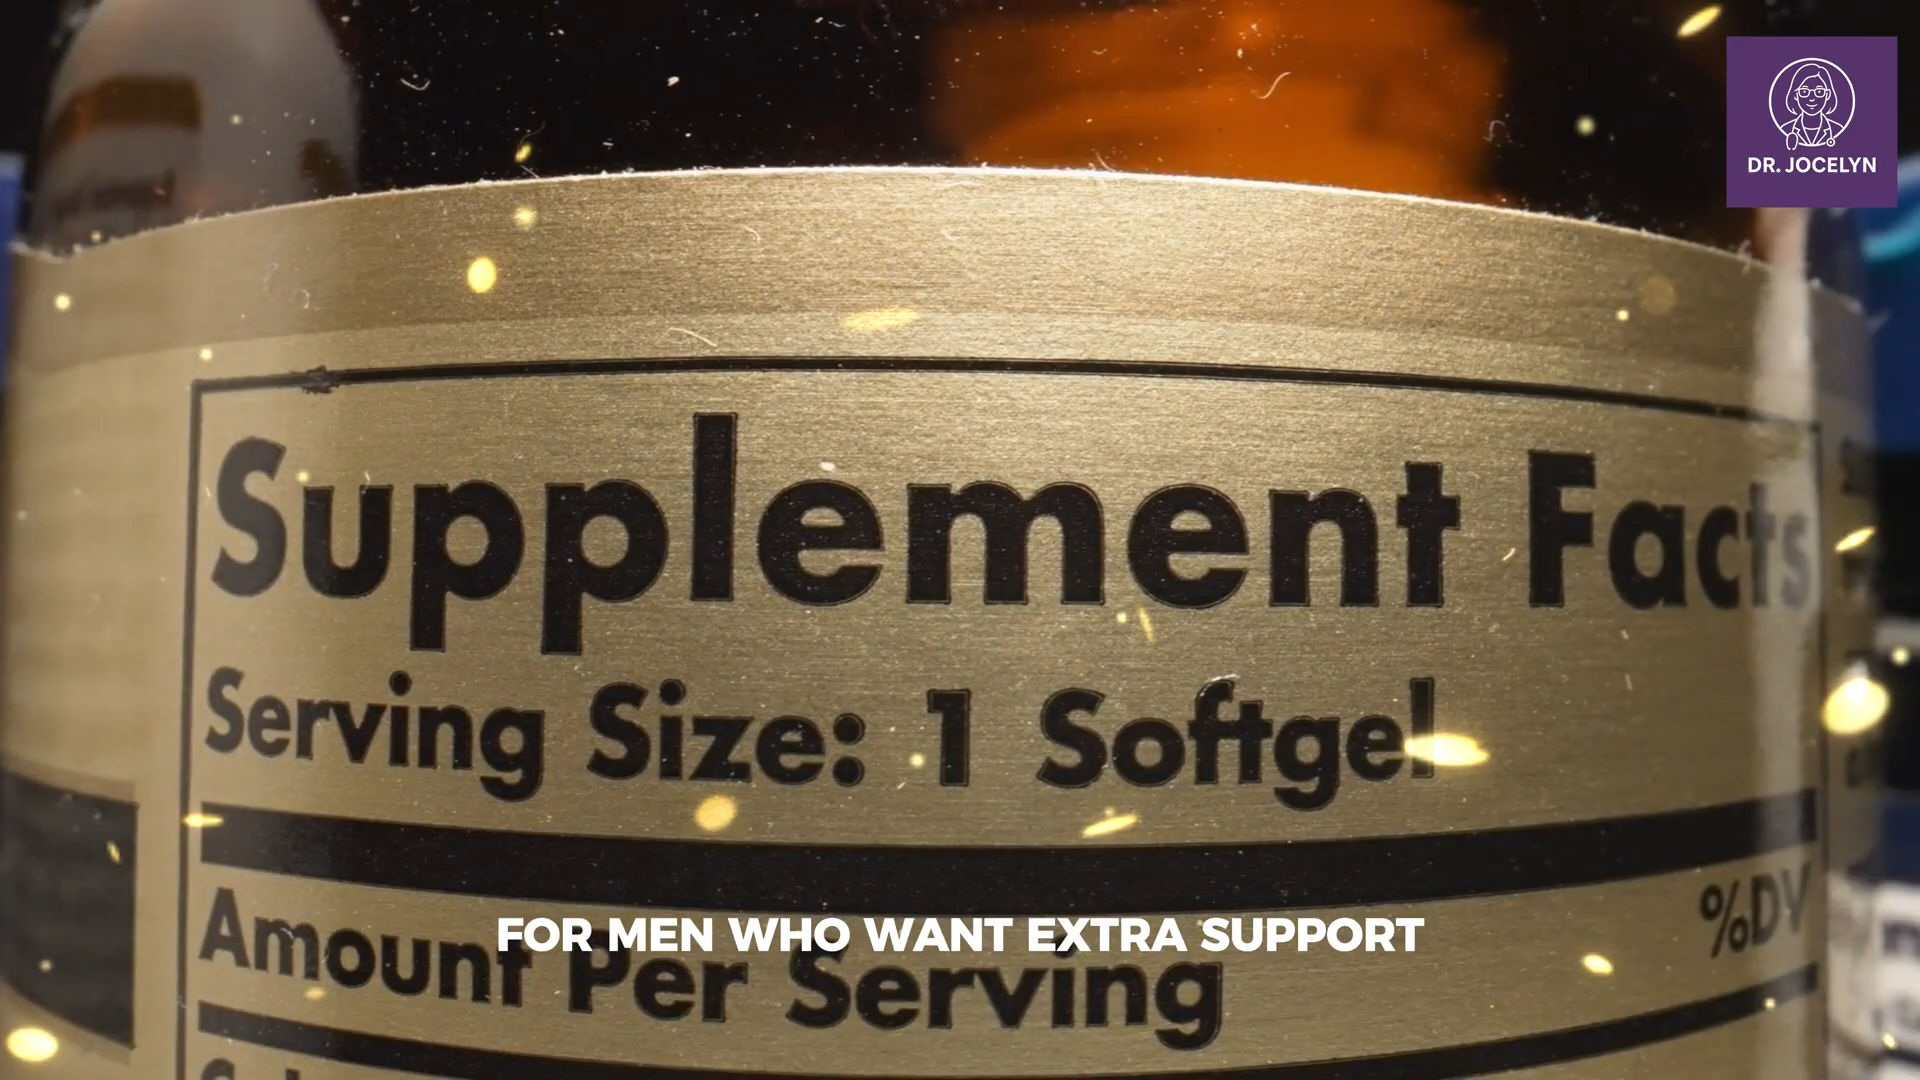 DR. JOCELYN
Supplement Facts
Serving Size: 1 Softgel
%DV
Amount Per Serving
FOR MEN WHO WANT EXTRA SUPPORT